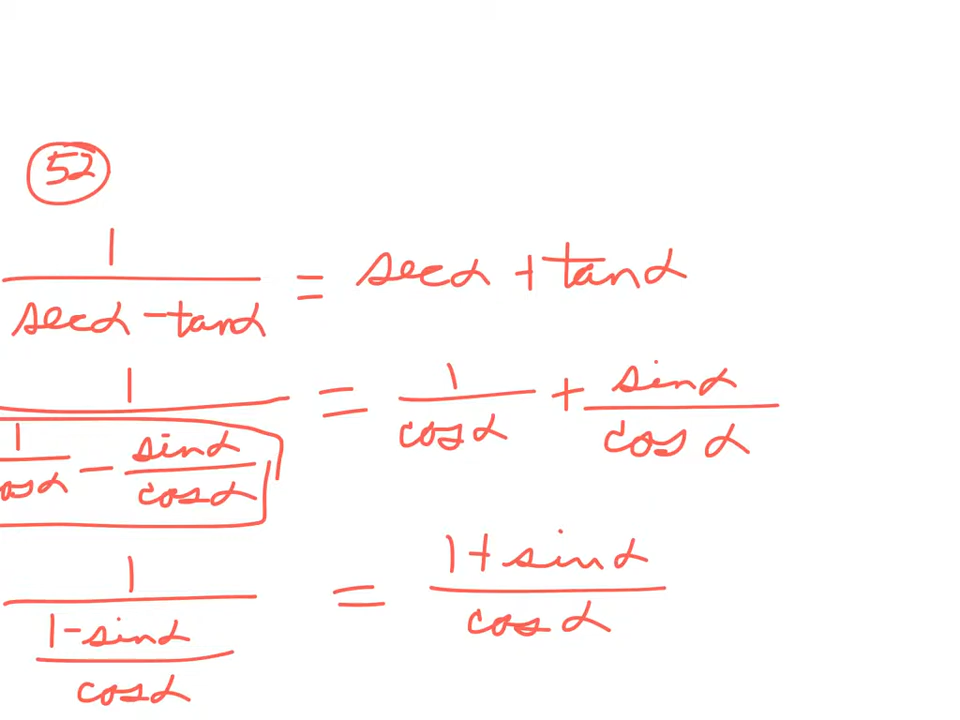 52
1 / (secα - tanα) = secα + tanα
1 / (1/cosα - sinα/cosα) = 1/cosα + sinα/cosα
1 / ((1 - sinα)/cosα) = (1 + sinα)/cosα